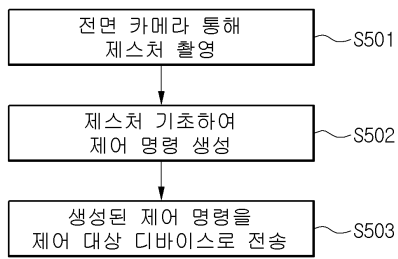 전면 카메라 통해
제스처 촬영
S501
제스처 기초하여
제어 명령 생성
S502
생성된 제어 명령을
제어 대상 디바이스로 전송
S503